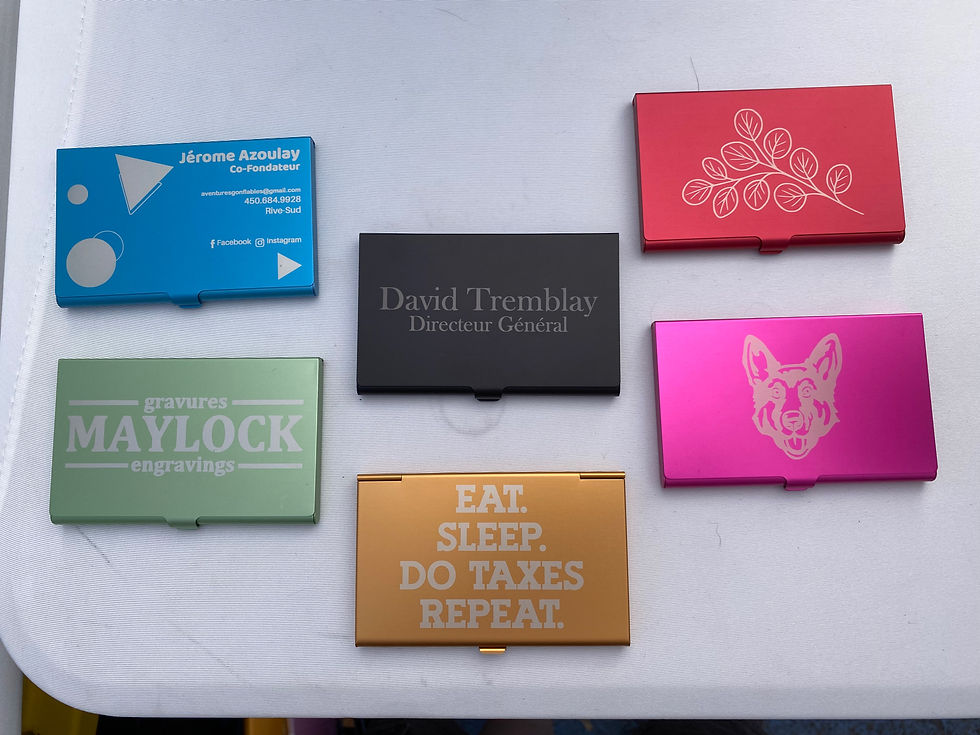 Jérome Azoulay
Co-Fondateur
aventuresgonflables@gmail.com
450.684.9928
Rive-Sud
Facebook Instagram
David Tremblay
Directeur Général
gravures
MAYLOCK
engravings
EAT.
SLEEP.
DO TAXES
REPEAT.